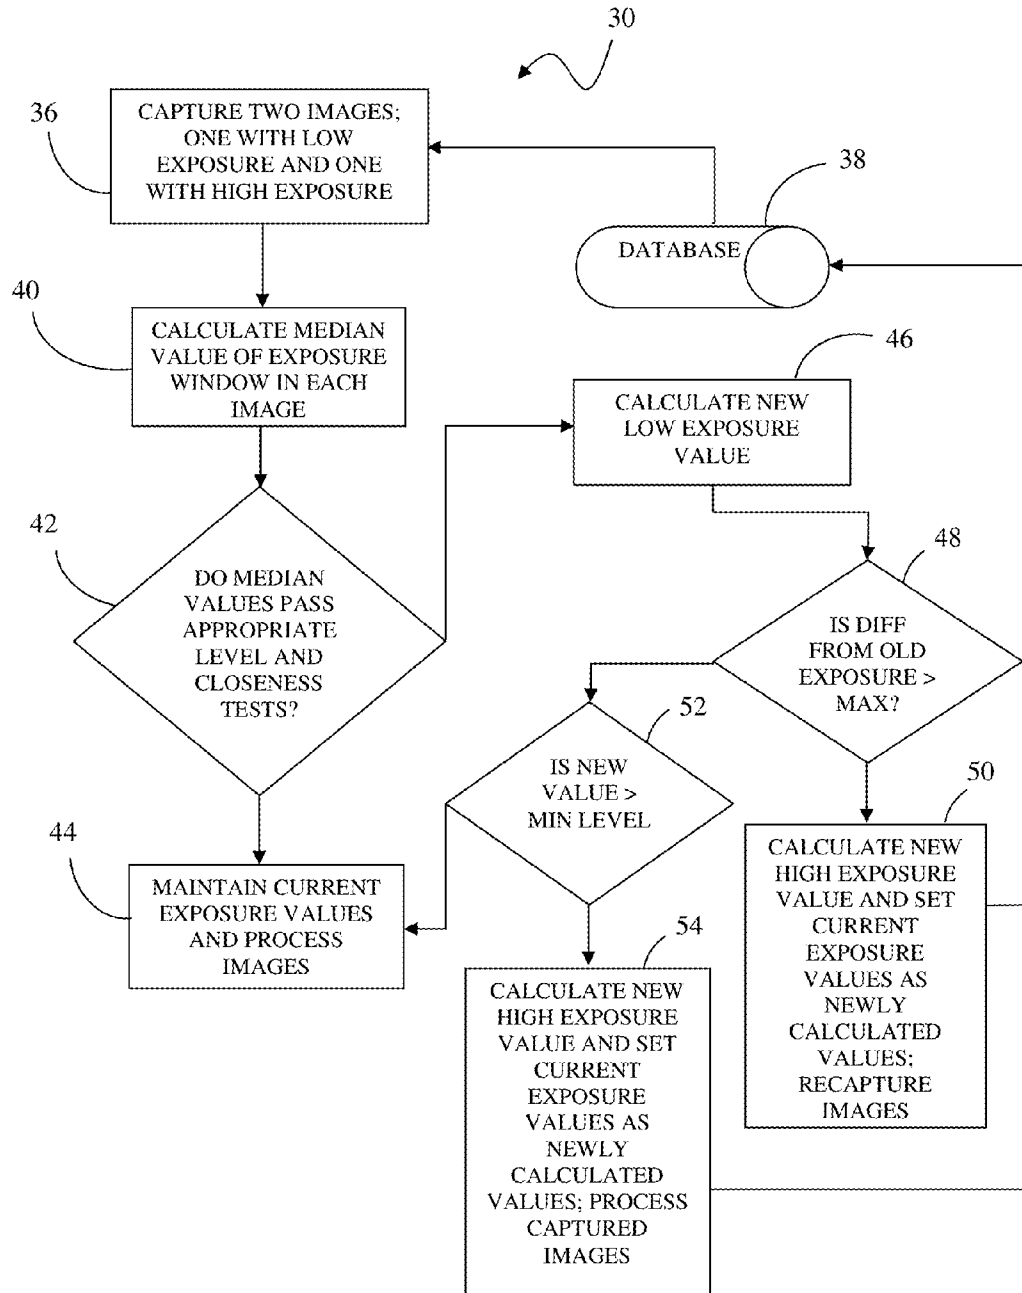 30
36
CAPTURE TWO IMAGES;
ONE WITH LOW
EXPOSURE AND ONE
WITH HIGH EXPOSURE
38
DATABASE
40
CALCULATE MEDIAN
VALUE OF EXPOSURE
WINDOW IN EACH
IMAGE
46
CALCULATE NEW
LOW EXPOSURE
VALUE
42
DO MEDIAN
VALUES PASS
APPROPRIATE
LEVEL AND
CLOSENESS
TESTS?
48
IS DIFF
FROM OLD
EXPOSURE >
MAX?
52
IS NEW
VALUE >
MIN LEVEL
50
CALCULATE NEW
HIGH EXPOSURE
VALUE AND SET
CURRENT
EXPOSURE
VALUES AS
NEWLY
CALCULATED
VALUES;
RECAPTURE
IMAGES
44
MAINTAIN CURRENT
EXPOSURE VALUES
AND PROCESS
IMAGES
54
CALCULATE NEW
HIGH EXPOSURE
VALUE AND SET
CURRENT
EXPOSURE
VALUES AS
NEWLY
CALCULATED
VALUES; PROCESS
CAPTURED
IMAGES